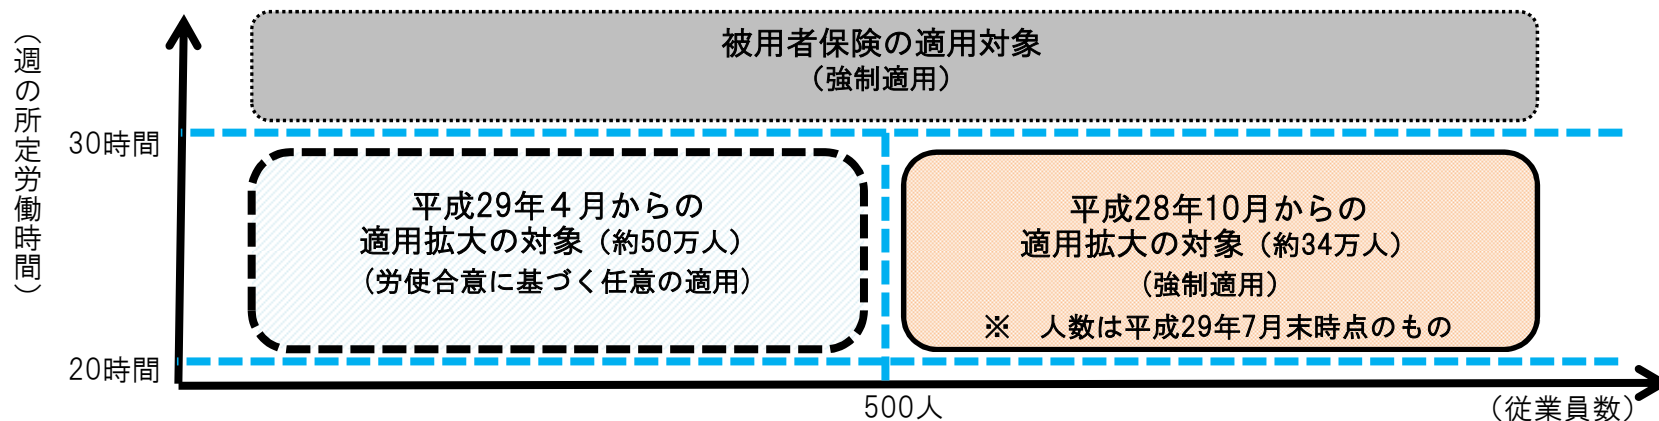 (週の所定労働時間)
被用者保険の適用対象
(強制適用)
30時間
平成29年４月からの
適用拡大の対象(約50万人)
(労使合意に基づく任意の適用)
平成28年10月からの
適用拡大の対象(約34万人)
(強制適用)
※　人数は平成29年7月末時点のもの
20時間
500人
(従業員数)